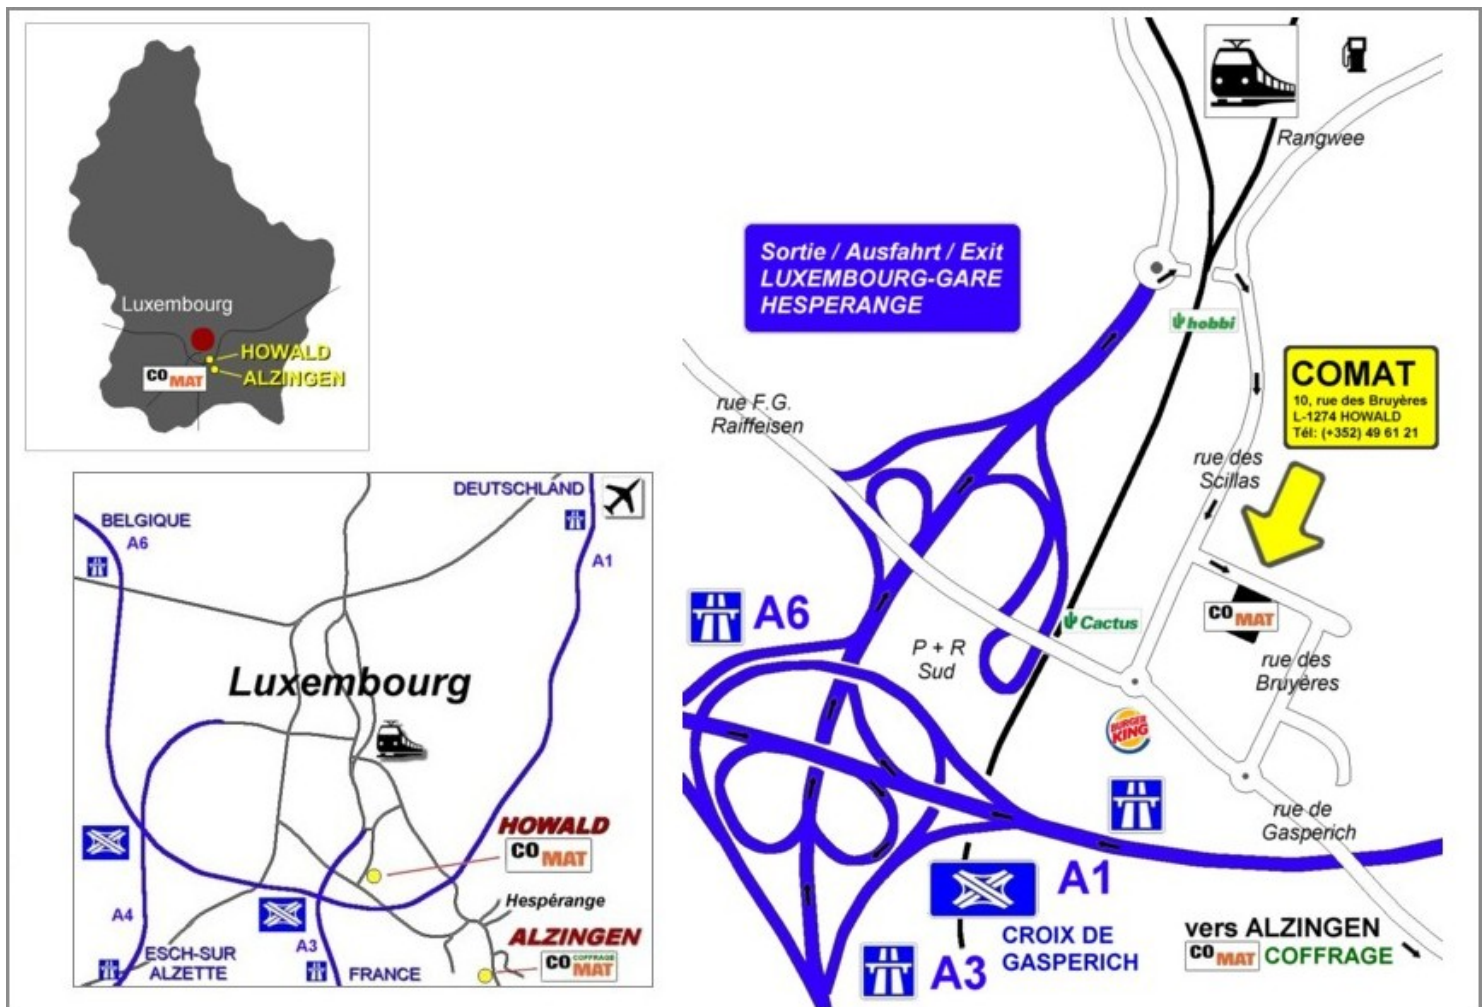 Luxembourg
HOWALD
CO MAT
ALZINGEN
DEUTSCHLAND
BELGIQUE
A6
A1
Luxembourg
HOWALD
CO MAT
Hespérange
A4
A3
ALZINGEN
COFFRAGE
CO MAT
ESCH-SUR
ALZETTE
FRANCE
Rangwee
Sortie / Ausfahrt / Exit
LUXEMBOURG-GARE
HESPERANGE
hobbi
COMAT
10, rue des Bruyères
L-1274 HOWALD
Tél: (+352) 49 61 21
rue F.G.
Raiffeisen
rue des
Scillas
A6
Cactus
CO MAT
P + R
Sud
rue des
Bruyères
BURGER
KING
rue de
Gasperich
A1
CROIX DE
GASPERICH
A3
vers ALZINGEN
CO MAT COFFRAGE